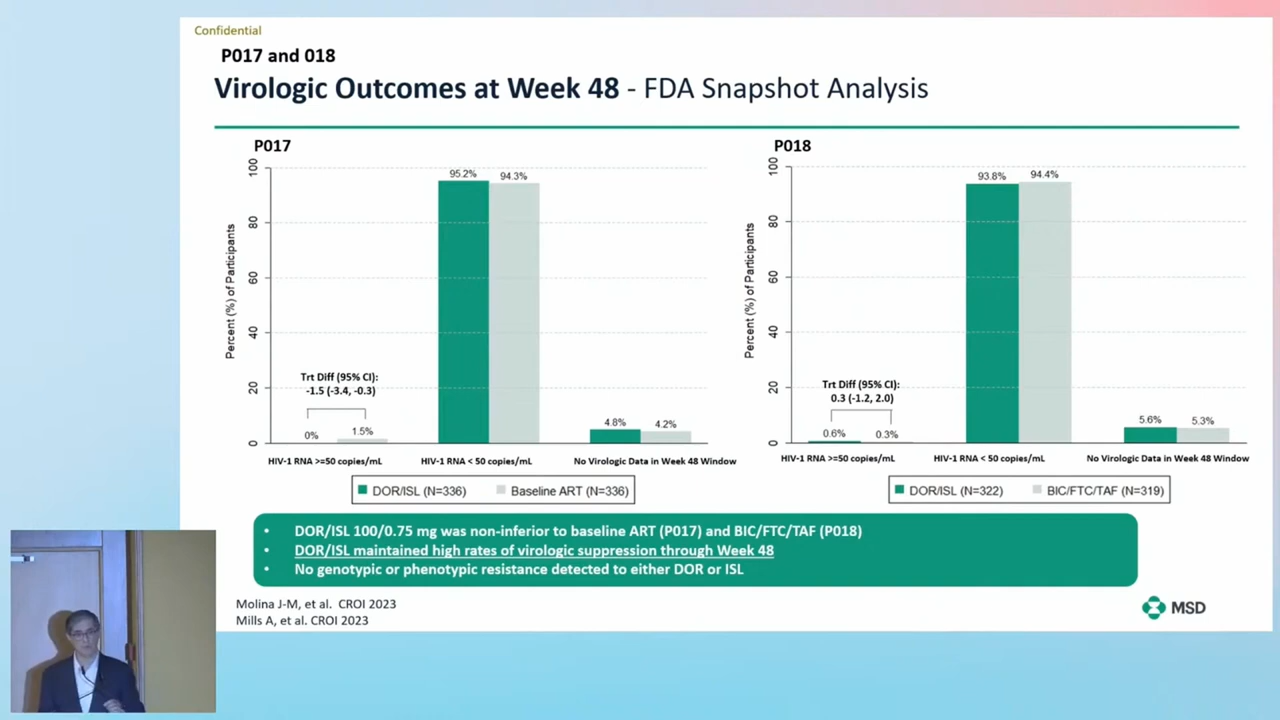 Confidential
P017 and 018
Virologic Outcomes at Week 48 - FDA Snapshot Analysis
P017
Percent (%) of Participants
100
80
60
40
20
0
95.2%
94.3%
Trt Diff (95% CI):
-1.5 (-3.4, -0.3)
0%
1.5%
4.8%
4.2%
HIV-1 RNA >=50 copies/mL
HIV-1 RNA < 50 copies/mL
No Virologic Data in Week 48 Window
DOR/ISL (N=336)
Baseline ART (N=336)
P018
Percent (%) of Participants
100
80
60
40
20
0
93.8%
94.4%
Trt Diff (95% CI):
0.3 (-1.2, 2.0)
0.6%
0.3%
5.6%
5.3%
HIV-1 RNA >=50 copies/mL
HIV-1 RNA < 50 copies/mL
No Virologic Data in Week 48 Window
DOR/ISL (N=322)
BIC/FTC/TAF (N=319)
• DOR/ISL 100/0.75 mg was non-inferior to baseline ART (P017) and BIC/FTC/TAF (P018)
• DOR/ISL maintained high rates of virologic suppression through Week 48
• No genotypic or phenotypic resistance detected to either DOR or ISL
Molina J-M, et al. CROI 2023
Mills A, et al. CROI 2023
MSD